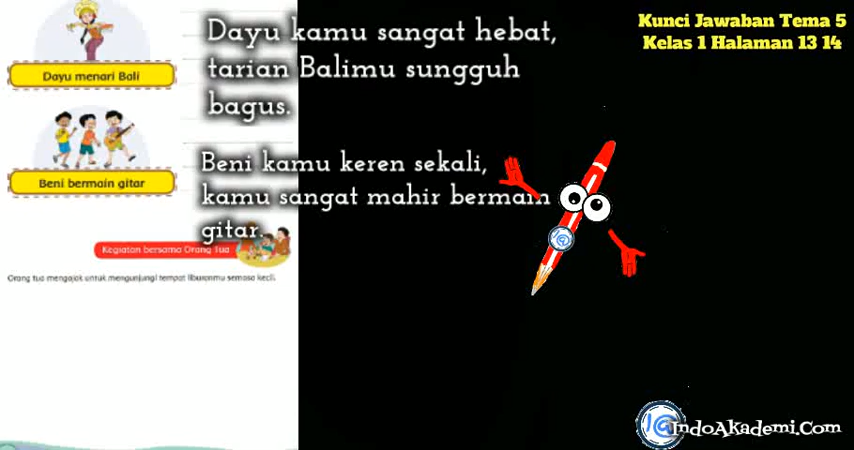 Kunci Jawaban Tema 5
Kelas 1 Halaman 13 14
Dayu kamu sangat hebat,
tarian Balimu sungguh
bagus.
Dayu menari Bali
Beni kamu keren sekali,
kamu sangat mahir bermain
gitar.
Beni bermain gitar
Kegiatan bersama Orang Tua
Orang tua mengajak untuk mengunjungi tempat liburanmu semasa kecil.
IndoAkademi.Com